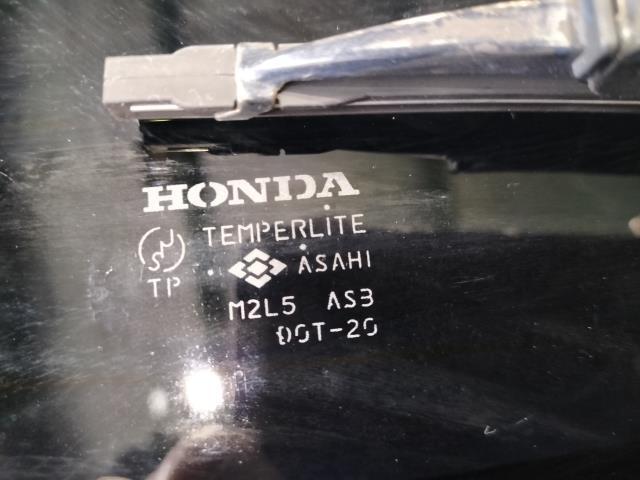 HONDA
TEMPERLITE
TP
ASAHI
M2L5 AS3
DOT-20